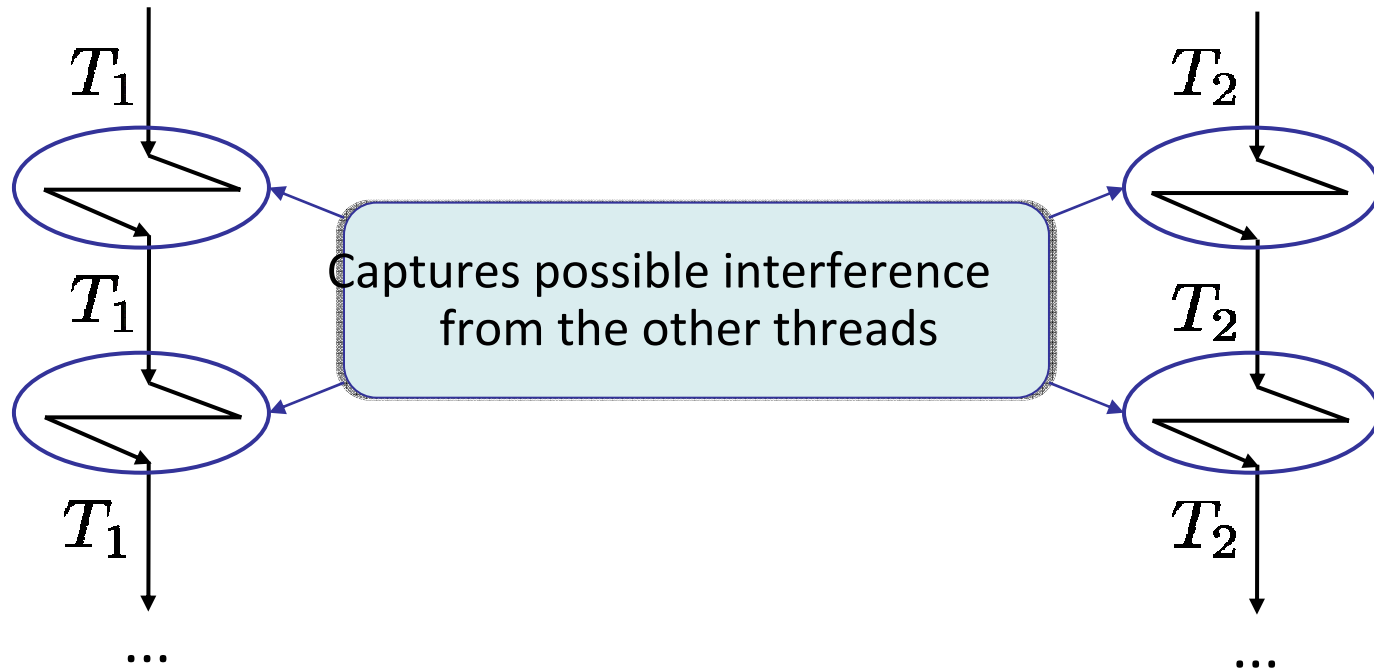 T₁ T₂
Captures possible interference
from the other threads
T₁ T₂
T₁ T₂
... ...